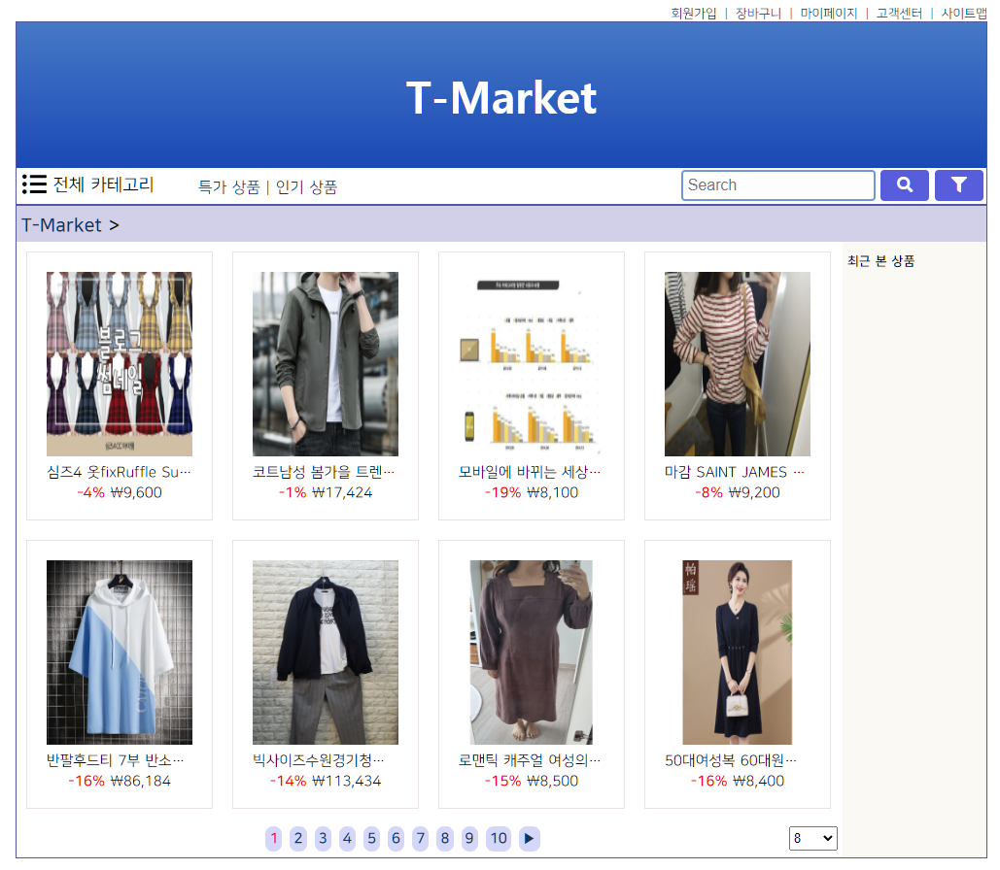 회원가입 | 장바구니 | 마이페이지 | 고객센터 | 사이트맵
T-Market
전체 카테고리
특가 상품 | 인기 상품
Search
T-Market >
최근 본 상품
블로그
썸네일
심즈4 옷fixRuffle Su…
-4% ₩9,600
코트남성 봄가을 트렌…
-1% ₩17,424
모바일에 바뀌는 세상…
-19% ₩8,100
마감 SAINT JAMES …
-8% ₩9,200
帕
瑶
반팔후드티 7부 반소…
-16% ₩86,184
빅사이즈수원경기청…
-14% ₩113,434
로맨틱 캐주얼 여성의…
-15% ₩8,500
50대여성복 60대원…
-16% ₩8,400
1 2 3 4 5 6 7 8 9 10 ▶
8